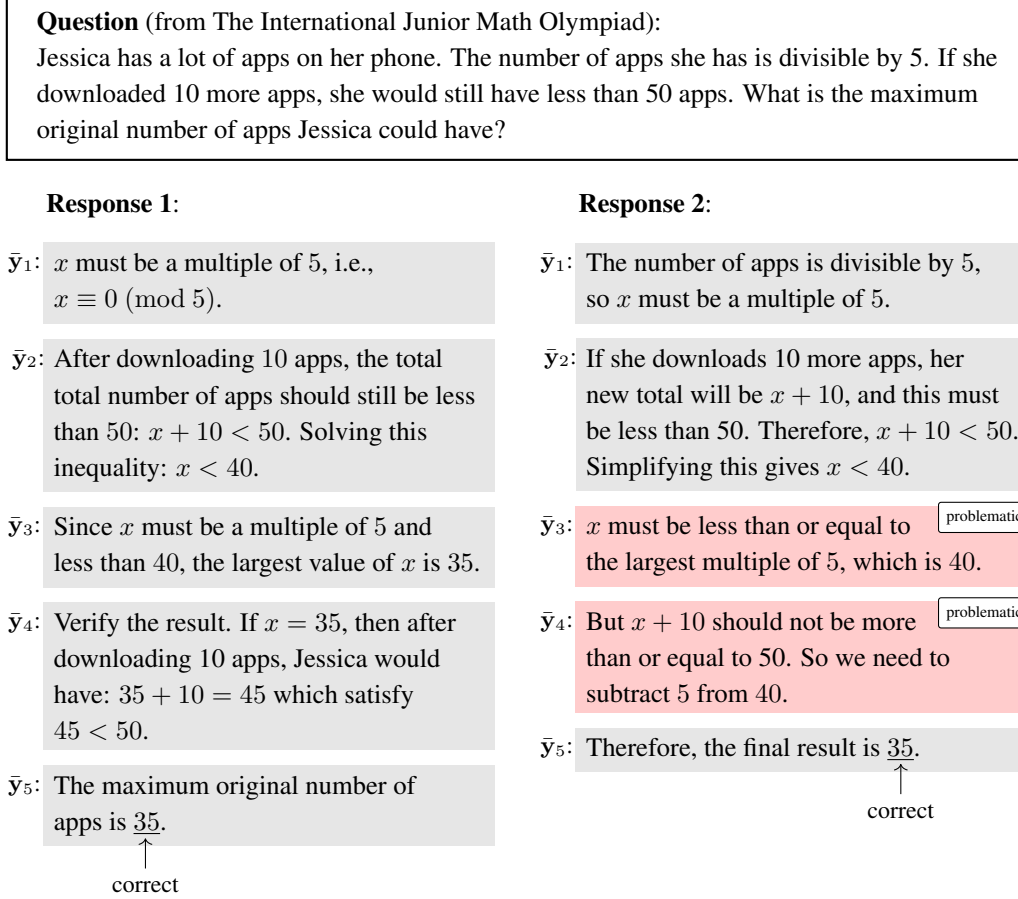 Question (from The International Junior Math Olympiad):
Jessica has a lot of apps on her phone. The number of apps she has is divisible by 5. If she
downloaded 10 more apps, she would still have less than 50 apps. What is the maximum
original number of apps Jessica could have?
Response 1:
ȳ₁: x must be a multiple of 5, i.e.,
x ≡ 0 (mod 5).
ȳ₂: After downloading 10 apps, the total
total number of apps should still be less
than 50: x + 10 < 50. Solving this
inequality: x < 40.
ȳ₃: Since x must be a multiple of 5 and
less than 40, the largest value of x is 35.
ȳ₄: Verify the result. If x = 35, then after
downloading 10 apps, Jessica would
have: 35 + 10 = 45 which satisfy
45 < 50.
ȳ₅: The maximum original number of
apps is 35.
correct
Response 2:
ȳ₁: The number of apps is divisible by 5,
so x must be a multiple of 5.
ȳ₂: If she downloads 10 more apps, her
new total will be x + 10, and this must
be less than 50. Therefore, x + 10 < 50.
Simplifying this gives x < 40.
problematic
ȳ₃: x must be less than or equal to
the largest multiple of 5, which is 40.
problematic
ȳ₄: But x + 10 should not be more
than or equal to 50. So we need to
subtract 5 from 40.
ȳ₅: Therefore, the final result is 35.
correct